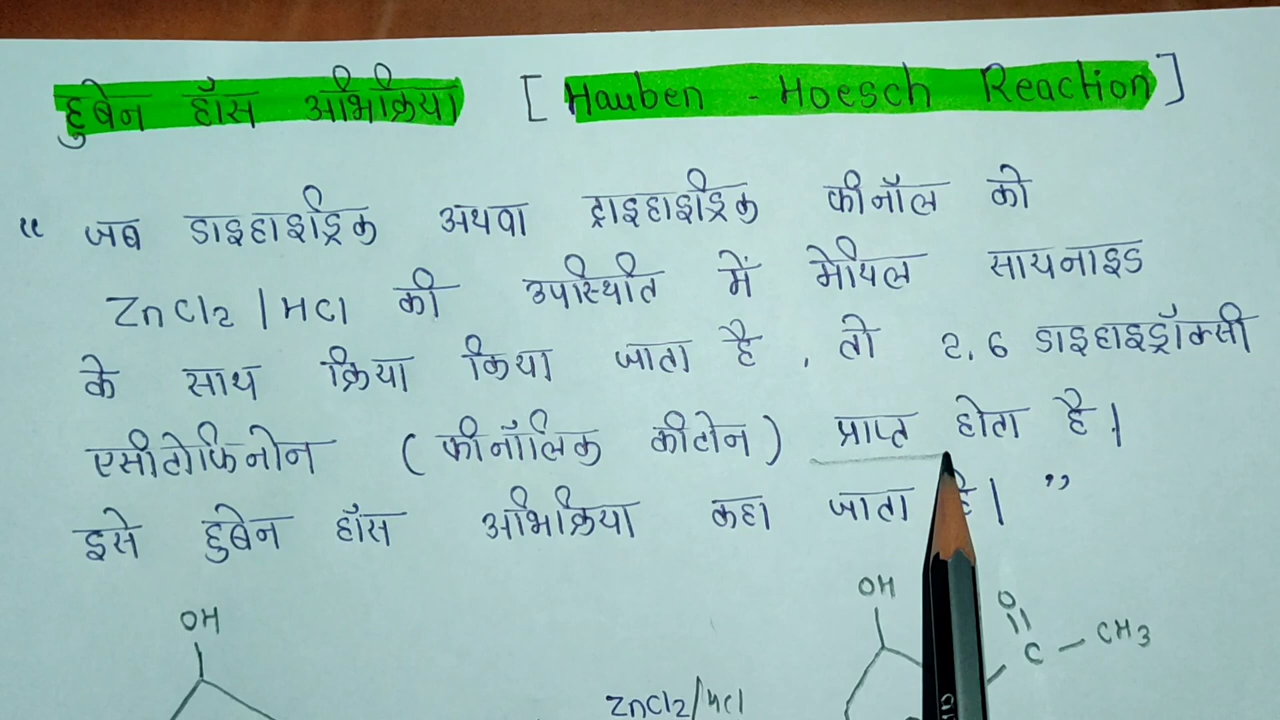 हुबेन हॉस अभिक्रिया [Hauben - Hoesch Reaction]
“ जब डाइहाइड्रिक अथवा ट्राइहाइड्रिक फीनॉल को
ZnCl2 / HCl की उपस्थिति में मेथिल सायनाइड
के साथ क्रिया किया जाता है, तो 2,6 डाइहाइड्रॉक्सी
एसीटोफिनोन (फीनॉलिक कीटोन) प्राप्त होता है।
इसे हुबेन हॉस अभिक्रिया कहा जाता है। ”
OH OH O
C - CH3
ZnCl2/HCl